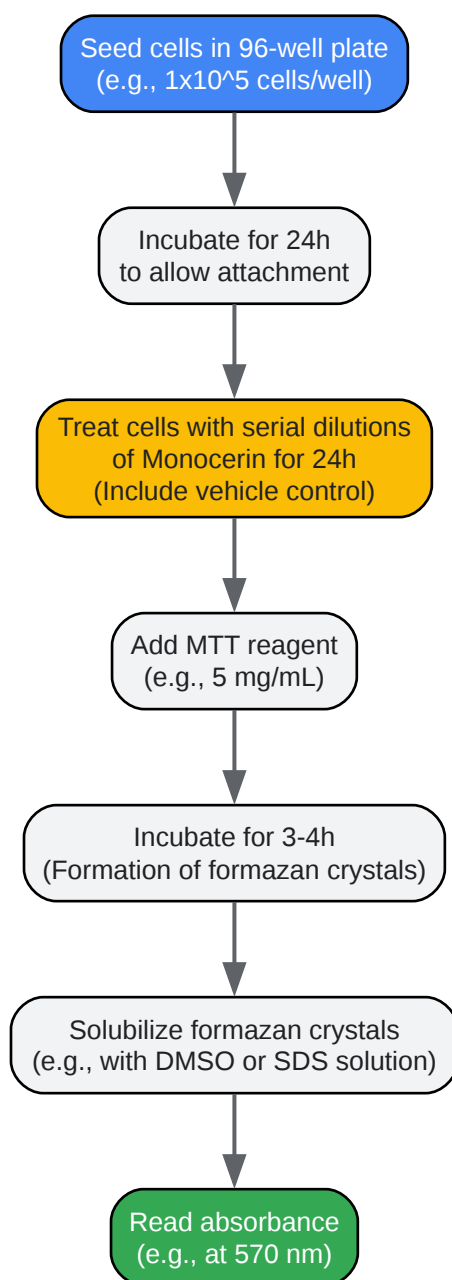 Seed cells in 96-well plate
(e.g., 1x10^5 cells/well)
Incubate for 24h
to allow attachment
Treat cells with serial dilutions
of Monocerin for 24h
(Include vehicle control)
Add MTT reagent
(e.g., 5 mg/mL)
Incubate for 3-4h
(Formation of formazan crystals)
Solubilize formazan crystals
(e.g., with DMSO or SDS solution)
Read absorbance
(e.g., at 570 nm)